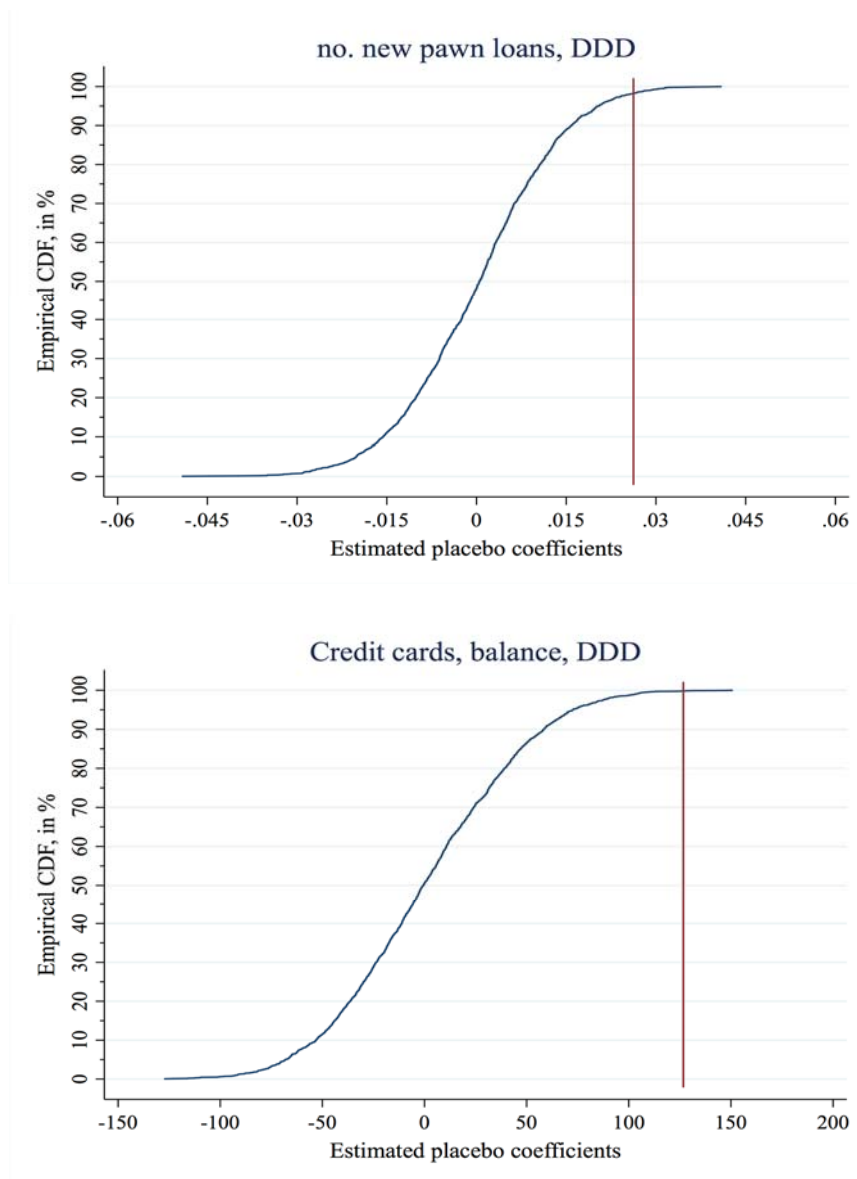 no. new pawn loans, DDD
Empirical CDF, in %
100
90
80
70
60
50
40
30
20
10
0
-.06 -.045 -.03 -.015 0 .015 .03 .045 .06
Estimated placebo coefficients
Credit cards, balance, DDD
Empirical CDF, in %
100
90
80
70
60
50
40
30
20
10
0
-150 -100 -50 0 50 100 150 200
Estimated placebo coefficients